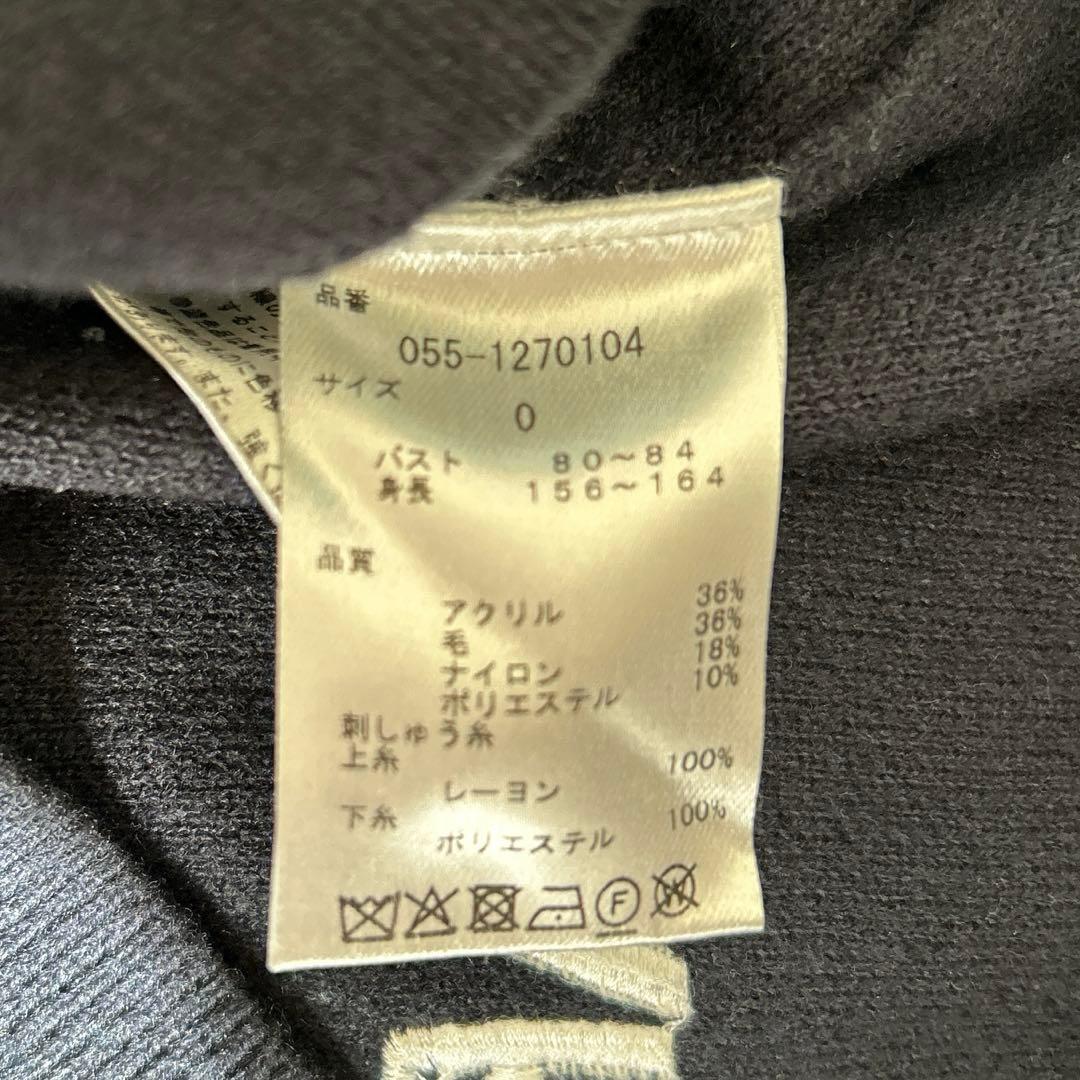 品番
055-1270104
サイズ
0
バスト 80～84
身長 156～164
品質
アクリル 36%
毛 36%
ナイロン 18%
ポリエステル 10%
刺しゅう糸
上糸
レーヨン 100%
下糸
ポリエステル 100%
F
W